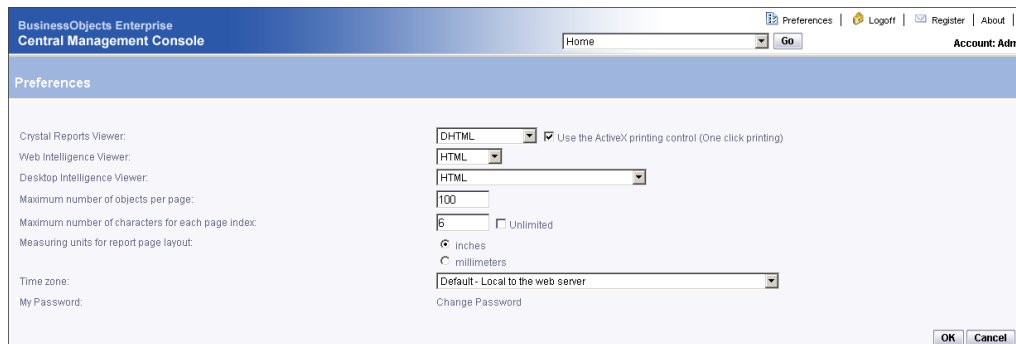 BusinessObjects Enterprise
Central Management Console
Preferences | Logoff | Register | About |
Home Go
Account: Adm
Preferences
Crystal Reports Viewer: DHTML Use the ActiveX printing control (One click printing)
Web Intelligence Viewer: HTML
Desktop Intelligence Viewer: HTML
Maximum number of objects per page: 100
Maximum number of characters for each page index: 6 Unlimited
Measuring units for report page layout: inches
millimeters
Time zone: Default - Local to the web server
My Password: Change Password
OK Cancel